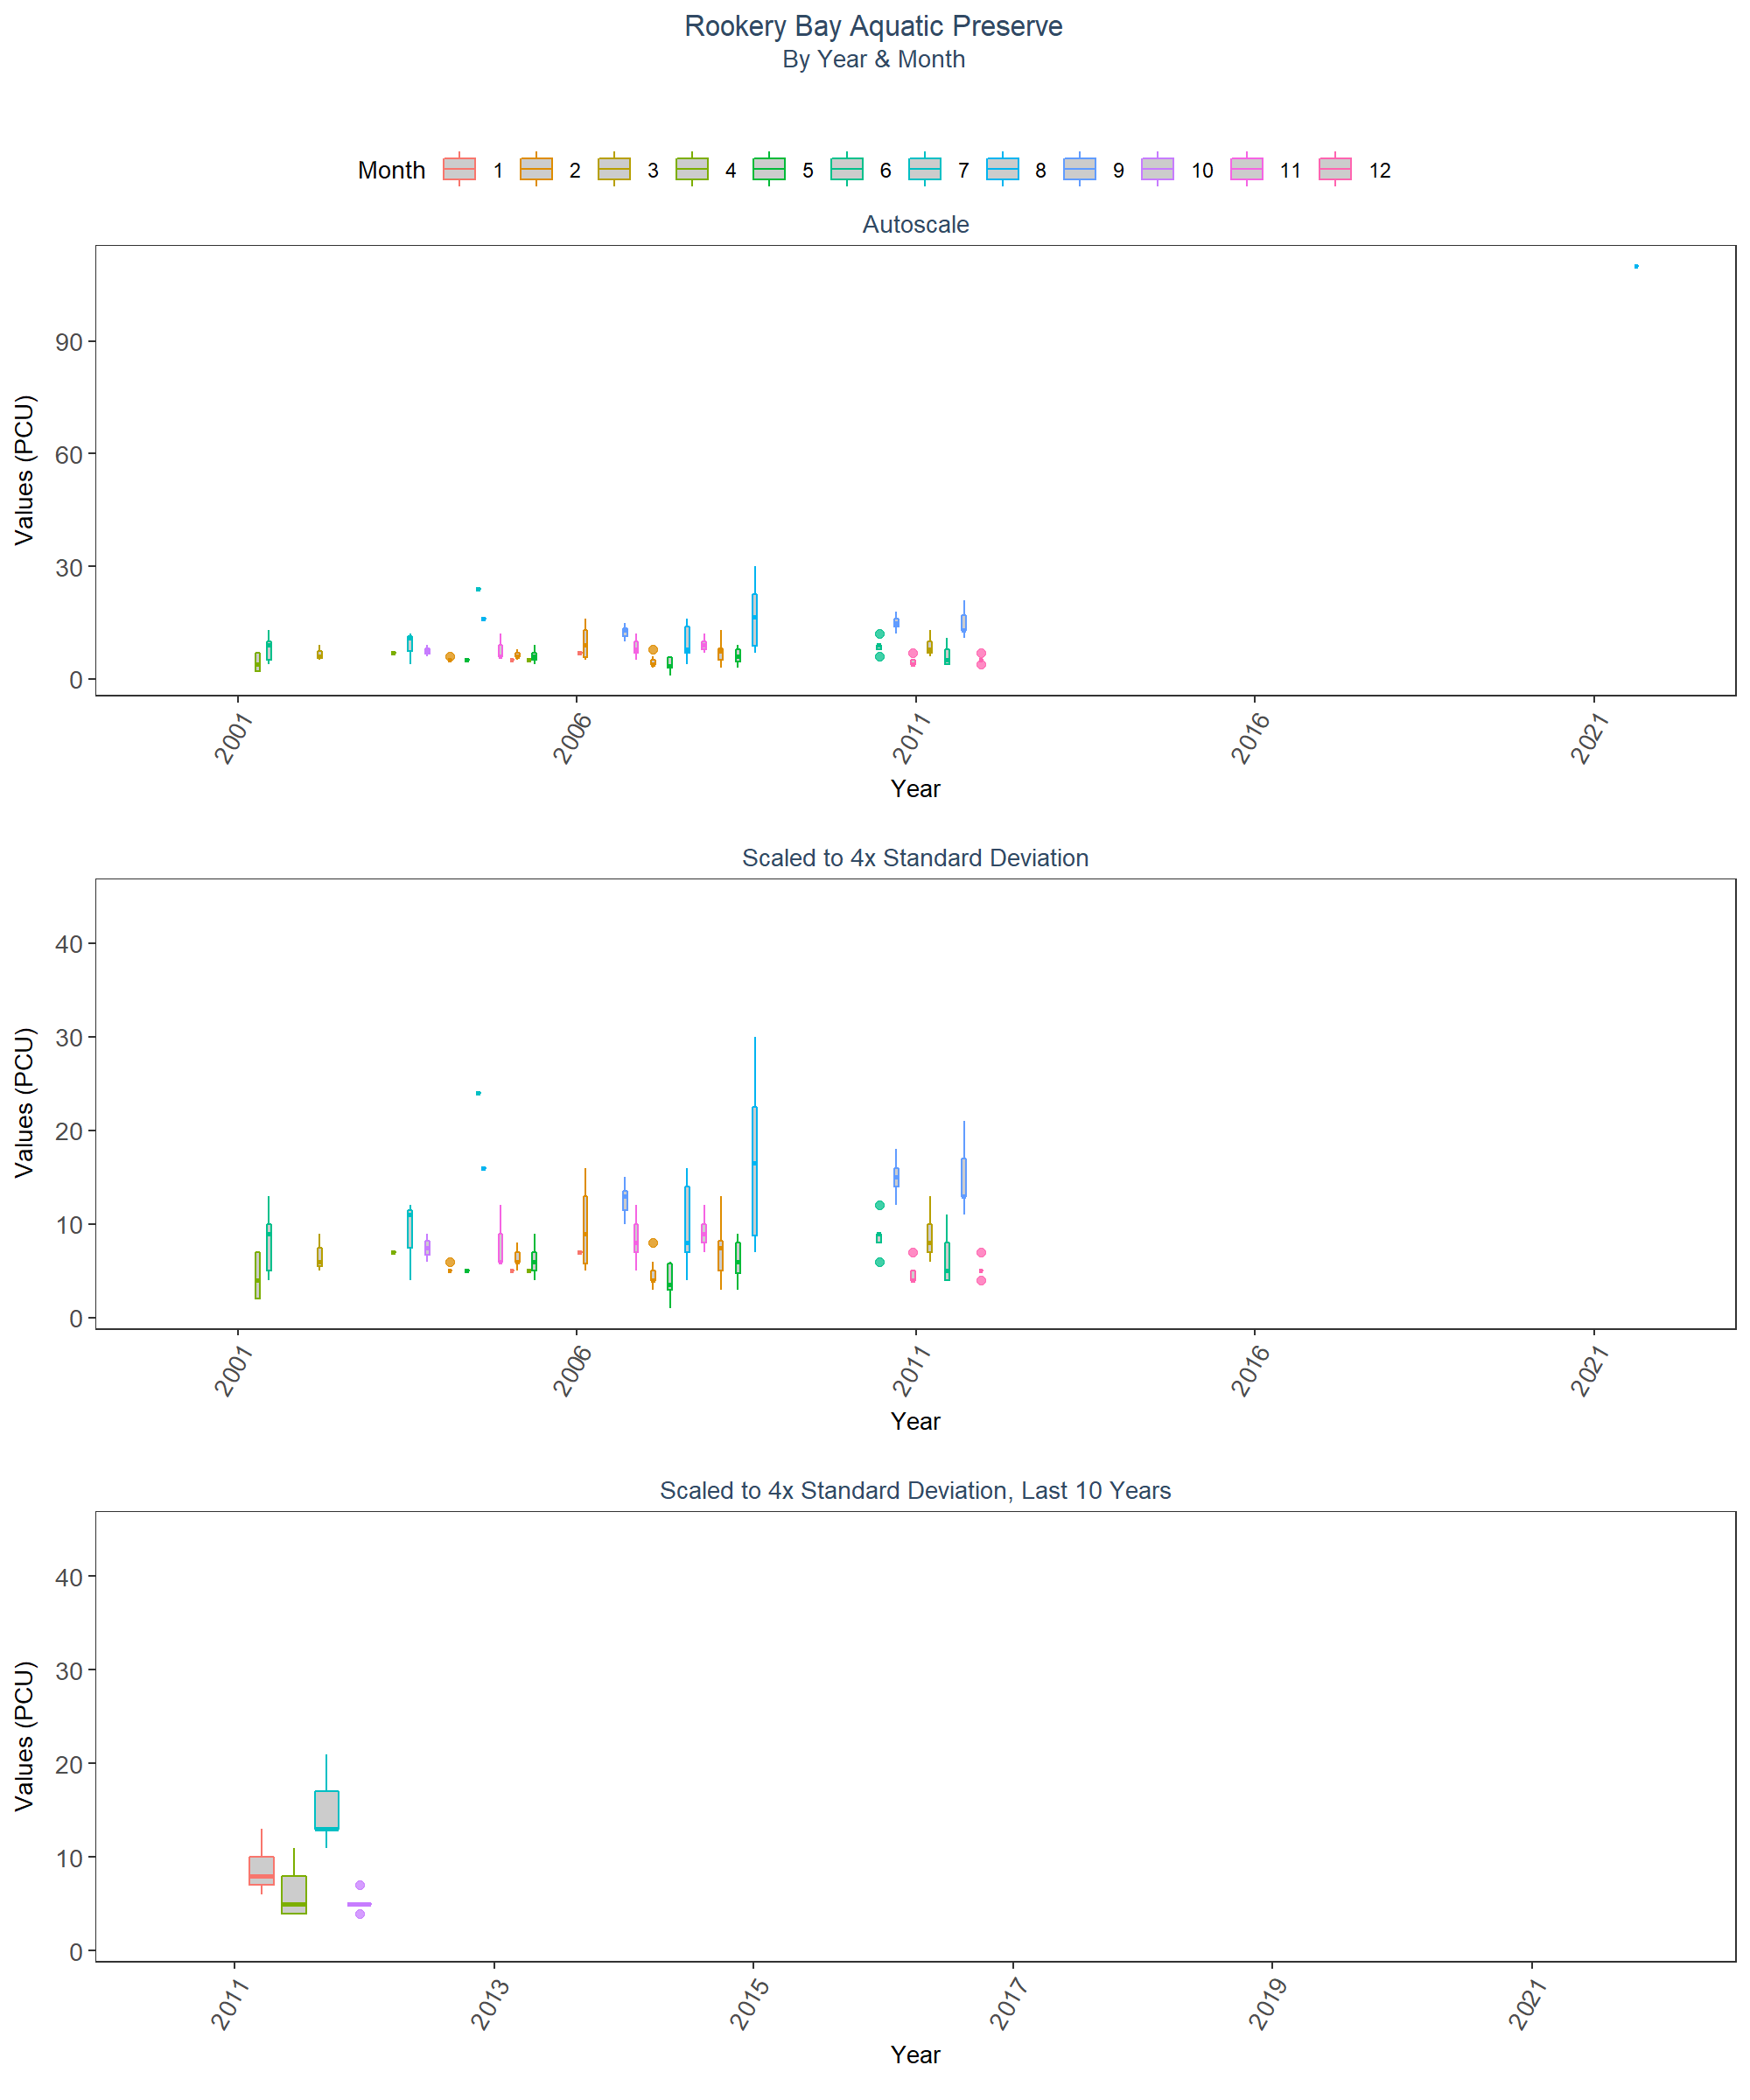 Rookery Bay Aquatic Preserve
By Year & Month
Month 1 2 3 4 5 6 7 8 9 10 11 12
Autoscale
Values (PCU)
90
60
30
0
2001 2006 2011 2016 2021
Year
Scaled to 4x Standard Deviation
Values (PCU)
40
30
20
10
0
2001 2006 2011 2016 2021
Year
Scaled to 4x Standard Deviation, Last 10 Years
Values (PCU)
40
30
20
10
0
2011 2013 2015 2017 2019 2021
Year